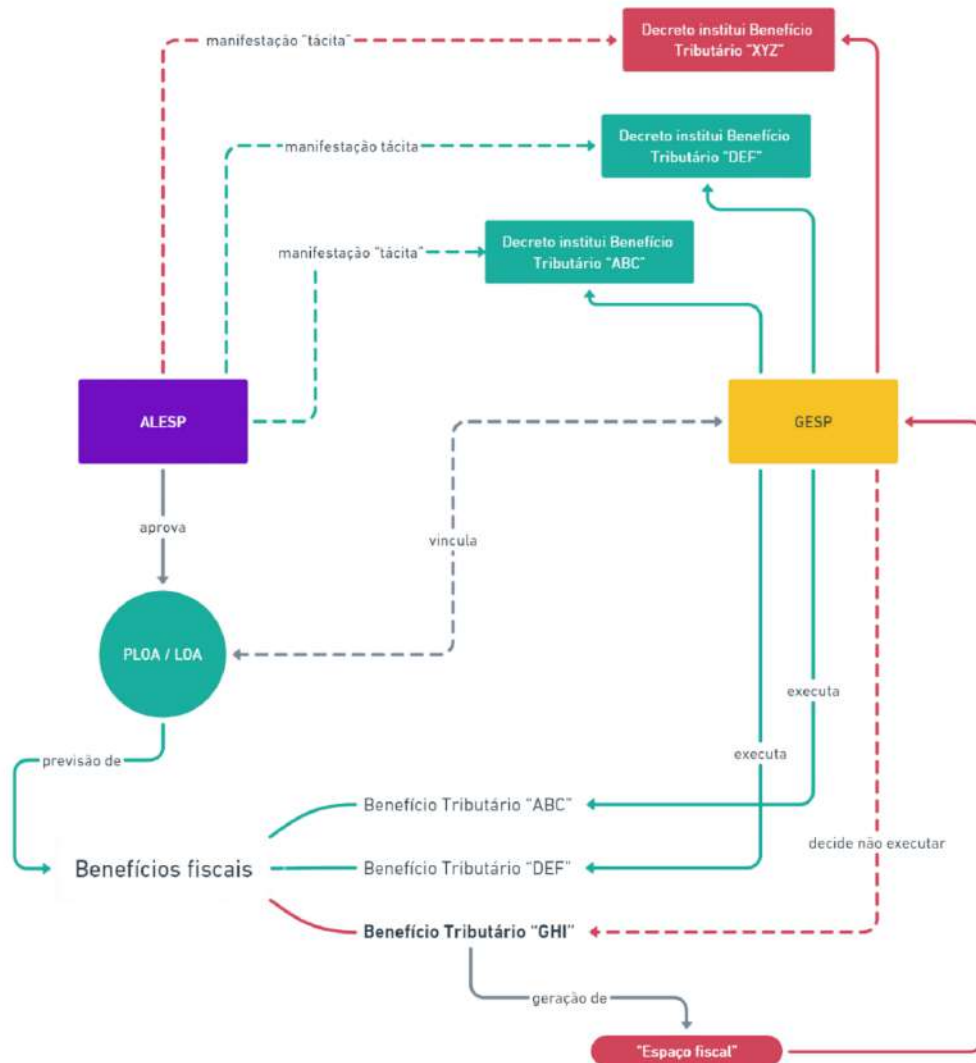 manifestação "tácita"
Decreto institui Benefício
Tributário "XYZ"
manifestação tácita
Decreto institui Benefício
Tributário "DEF"
manifestação "tácita"
Decreto institui Benefício
Tributário "ABC"
ALESP
GESP
aprova
vincula
PLOA / LOA
executa
previsão de
executa
Benefício Tributário "ABC"
decide não executar
Benefícios fiscais
Benefício Tributário "DEF"
Benefício Tributário "GHI"
geração de
"Espaço fiscal"